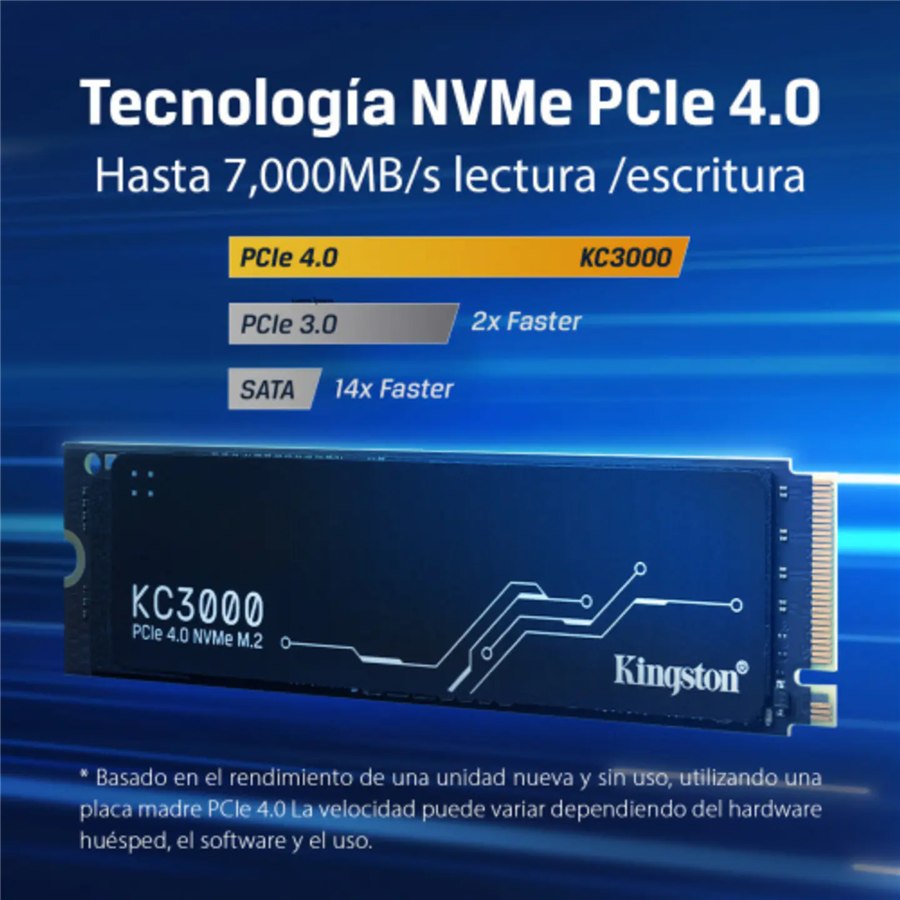 Tecnología NVMe PCIe 4.0
Hasta 7,000MB/s lectura /escritura
PCIe 4.0 KC3000
PCIe 3.0 2x Faster
SATA 14x Faster
KC3000
PCIe 4.0 NVMe M.2
Kingston®
* Basado en el rendimiento de una unidad nueva y sin uso, utilizando una
placa madre PCIe 4.0 La velocidad puede variar dependiendo del hardware
huésped, el software y el uso.